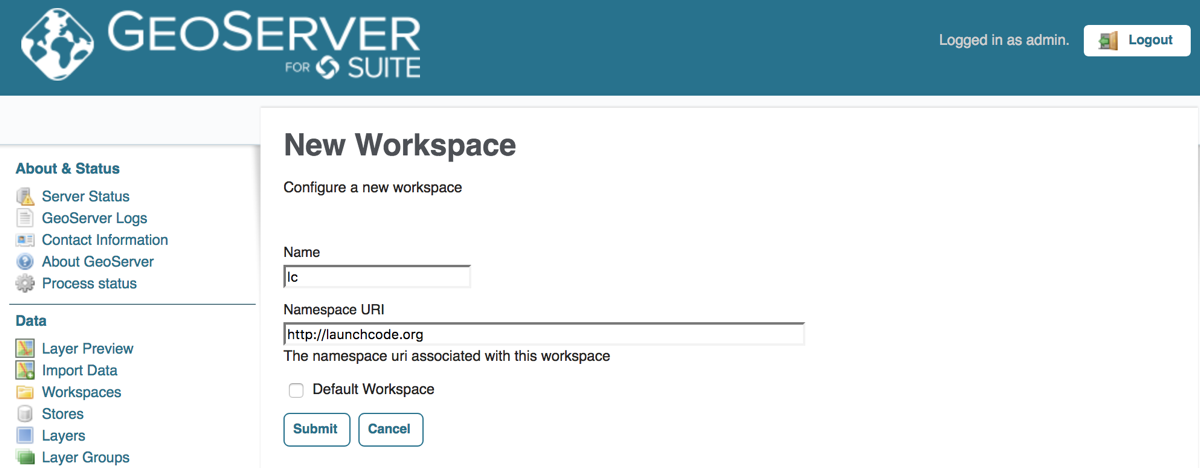 GEOSERVER
FOR SUITE
Logged in as admin.
Logout
New Workspace
Configure a new workspace
About & Status
Server Status
GeoServer Logs
Contact Information
About GeoServer
Process status
Data
Layer Preview
Import Data
Workspaces
Stores
Layers
Layer Groups
Name
lc
Namespace URI
http://launchcode.org
The namespace uri associated with this workspace
Default Workspace
Submit
Cancel